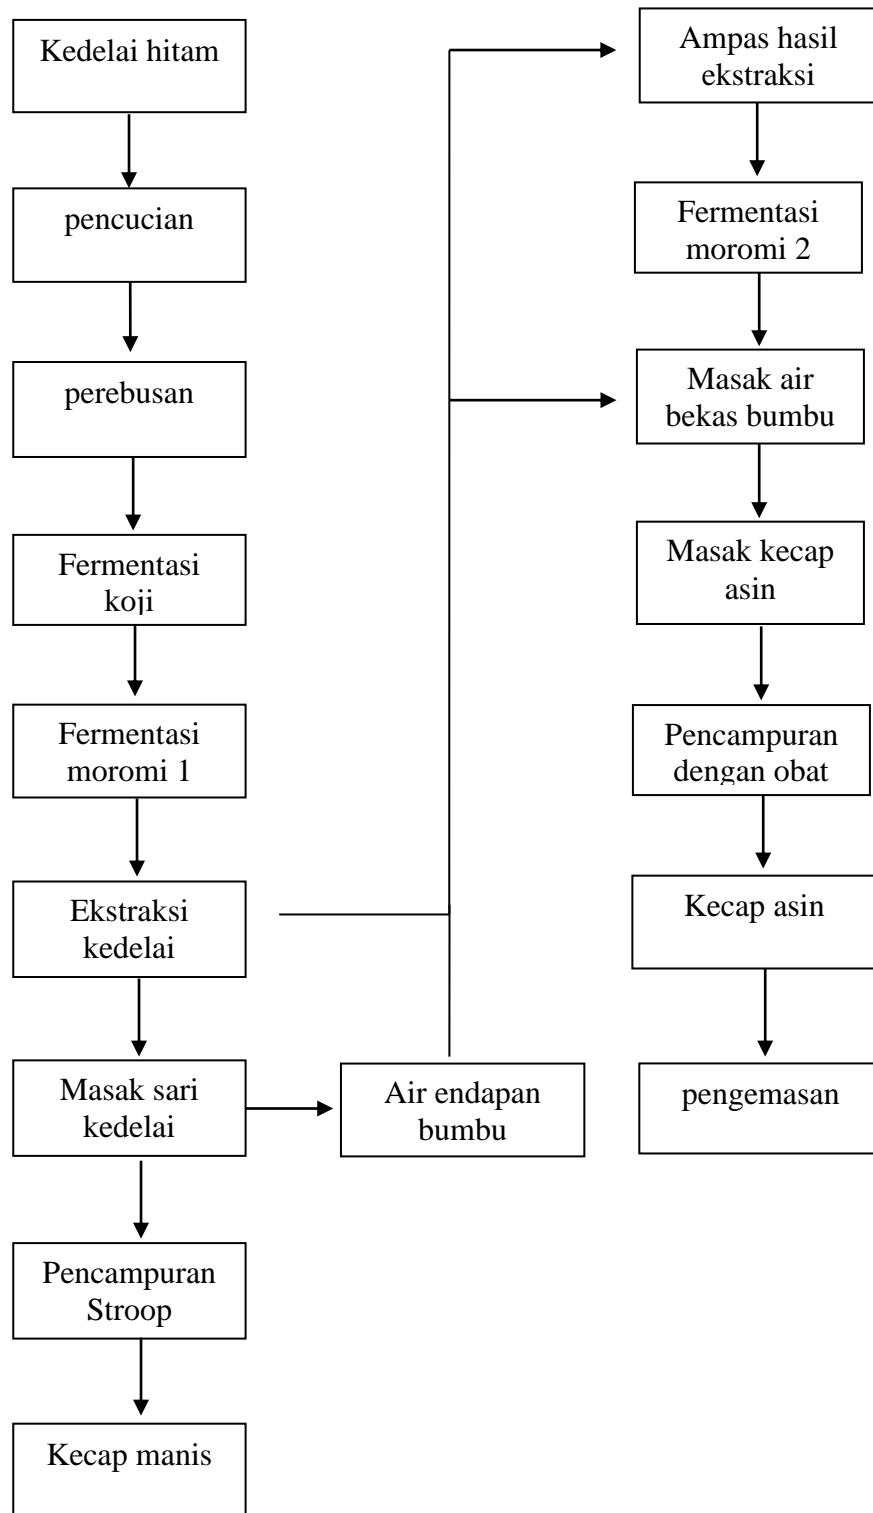 Kedelai hitam
pencucian
perebusan
Fermentasi
koji
Fermentasi
moromi 1
Ekstraksi
kedelai
Masak sari
kedelai
Pencampuran
Stroop
Kecap manis
Air endapan
bumbu
Ampas hasil
ekstraksi
Fermentasi
moromi 2
Masak air
bekas bumbu
Masak kecap
asin
Pencampuran
dengan obat
Kecap asin
pengemasan